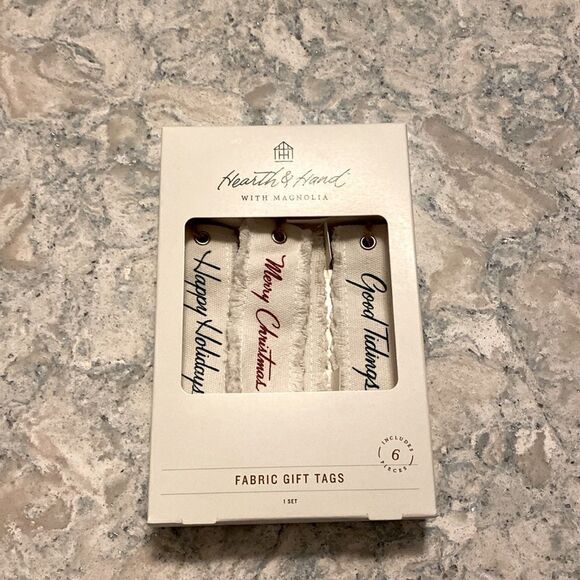 Hearth & Hand
WITH MAGNOLIA
Happy Holidays
Merry Christmas
Good Tidings
INCLUDES
6
PIECES
FABRIC GIFT TAGS
1 SET